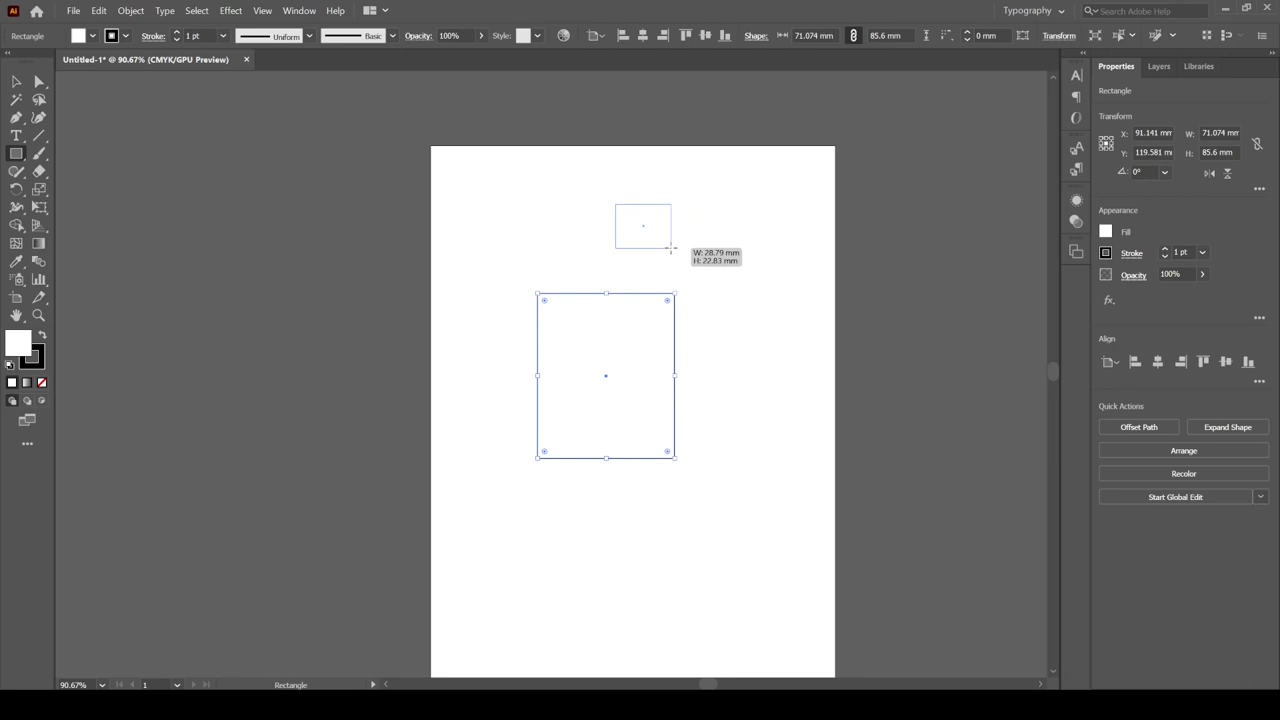 Ai File Edit Object Type Select Effect View Window Help Typography Search Adobe Help
Rectangle Stroke: 1 pt Uniform Basic Opacity: 100% Style: Shape: 71.074 mm 85.6 mm 0 mm Transform
Untitled-1* @ 90.67% (CMYK/GPU Preview)
Properties Layers Libraries
Rectangle
Transform
X: 91.141 mm W: 71.074 mm
Y: 119.581 m H: 85.6 mm
0°
Appearance
Fill
Stroke 1 pt
Opacity 100%
fx.
Align
Quick Actions
Offset Path Expand Shape
Arrange
Recolor
Start Global Edit
W: 28.79 mm
H: 22.83 mm
90.67% 1 Rectangle